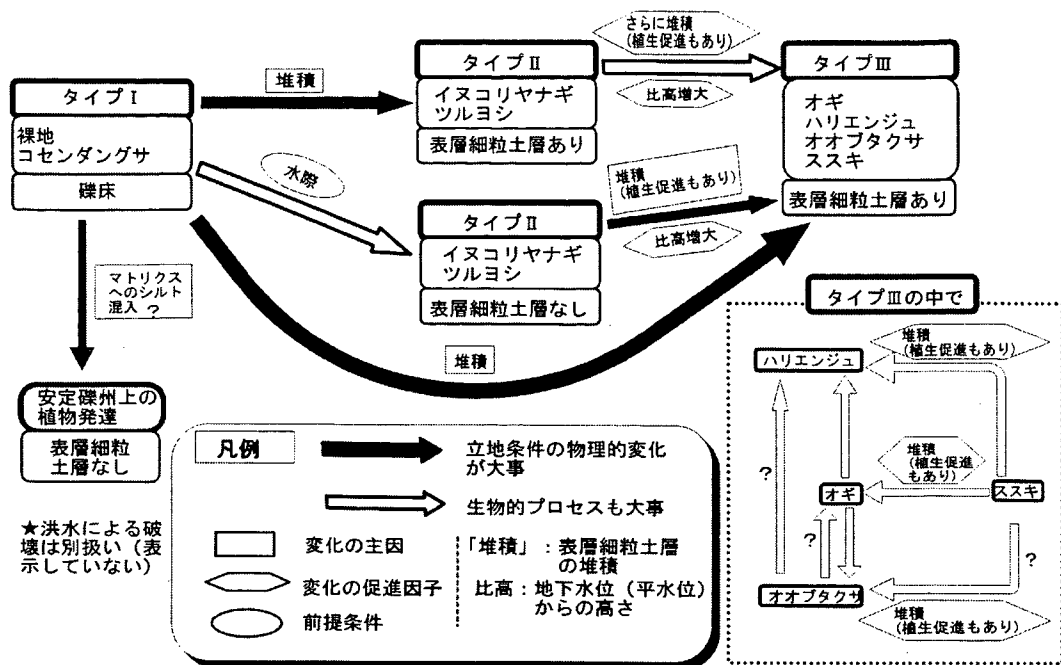 タイプⅠ
裸地
コセンダングサ
礫床
堆積
タイプⅡ
イヌコリヤナギ
ツルヨシ
表層細粒土層あり
さらに堆積
(植生促進もあり)
比高増大
タイプⅢ
オギ
ハリエンジュ
オオブタクサ
ススキ
表層細粒土層あり
水際
タイプⅡ
イヌコリヤナギ
ツルヨシ
表層細粒土層なし
堆積
(植生促進もあり)
比高増大
堆積
マトリクス
へのシルト
混入 ?
安定礫州上の
植物発達
表層細粒
土層なし
★洪水による破
壊は別扱い(表
示していない)
凡例
立地条件の物理的変化
が大事
生物的プロセスも大事
変化の主因
変化の促進因子
前提条件
「堆積」:表層細粒土層
の堆積
比高:地下水位(平水位)
からの高さ
タイプⅢの中で
堆積
(植生促進もあり)
ハリエンジュ
堆積
(植生促進
もあり)
?
オギ
ススキ
?
?
オオブタクサ
堆積
(植生促進もあり)